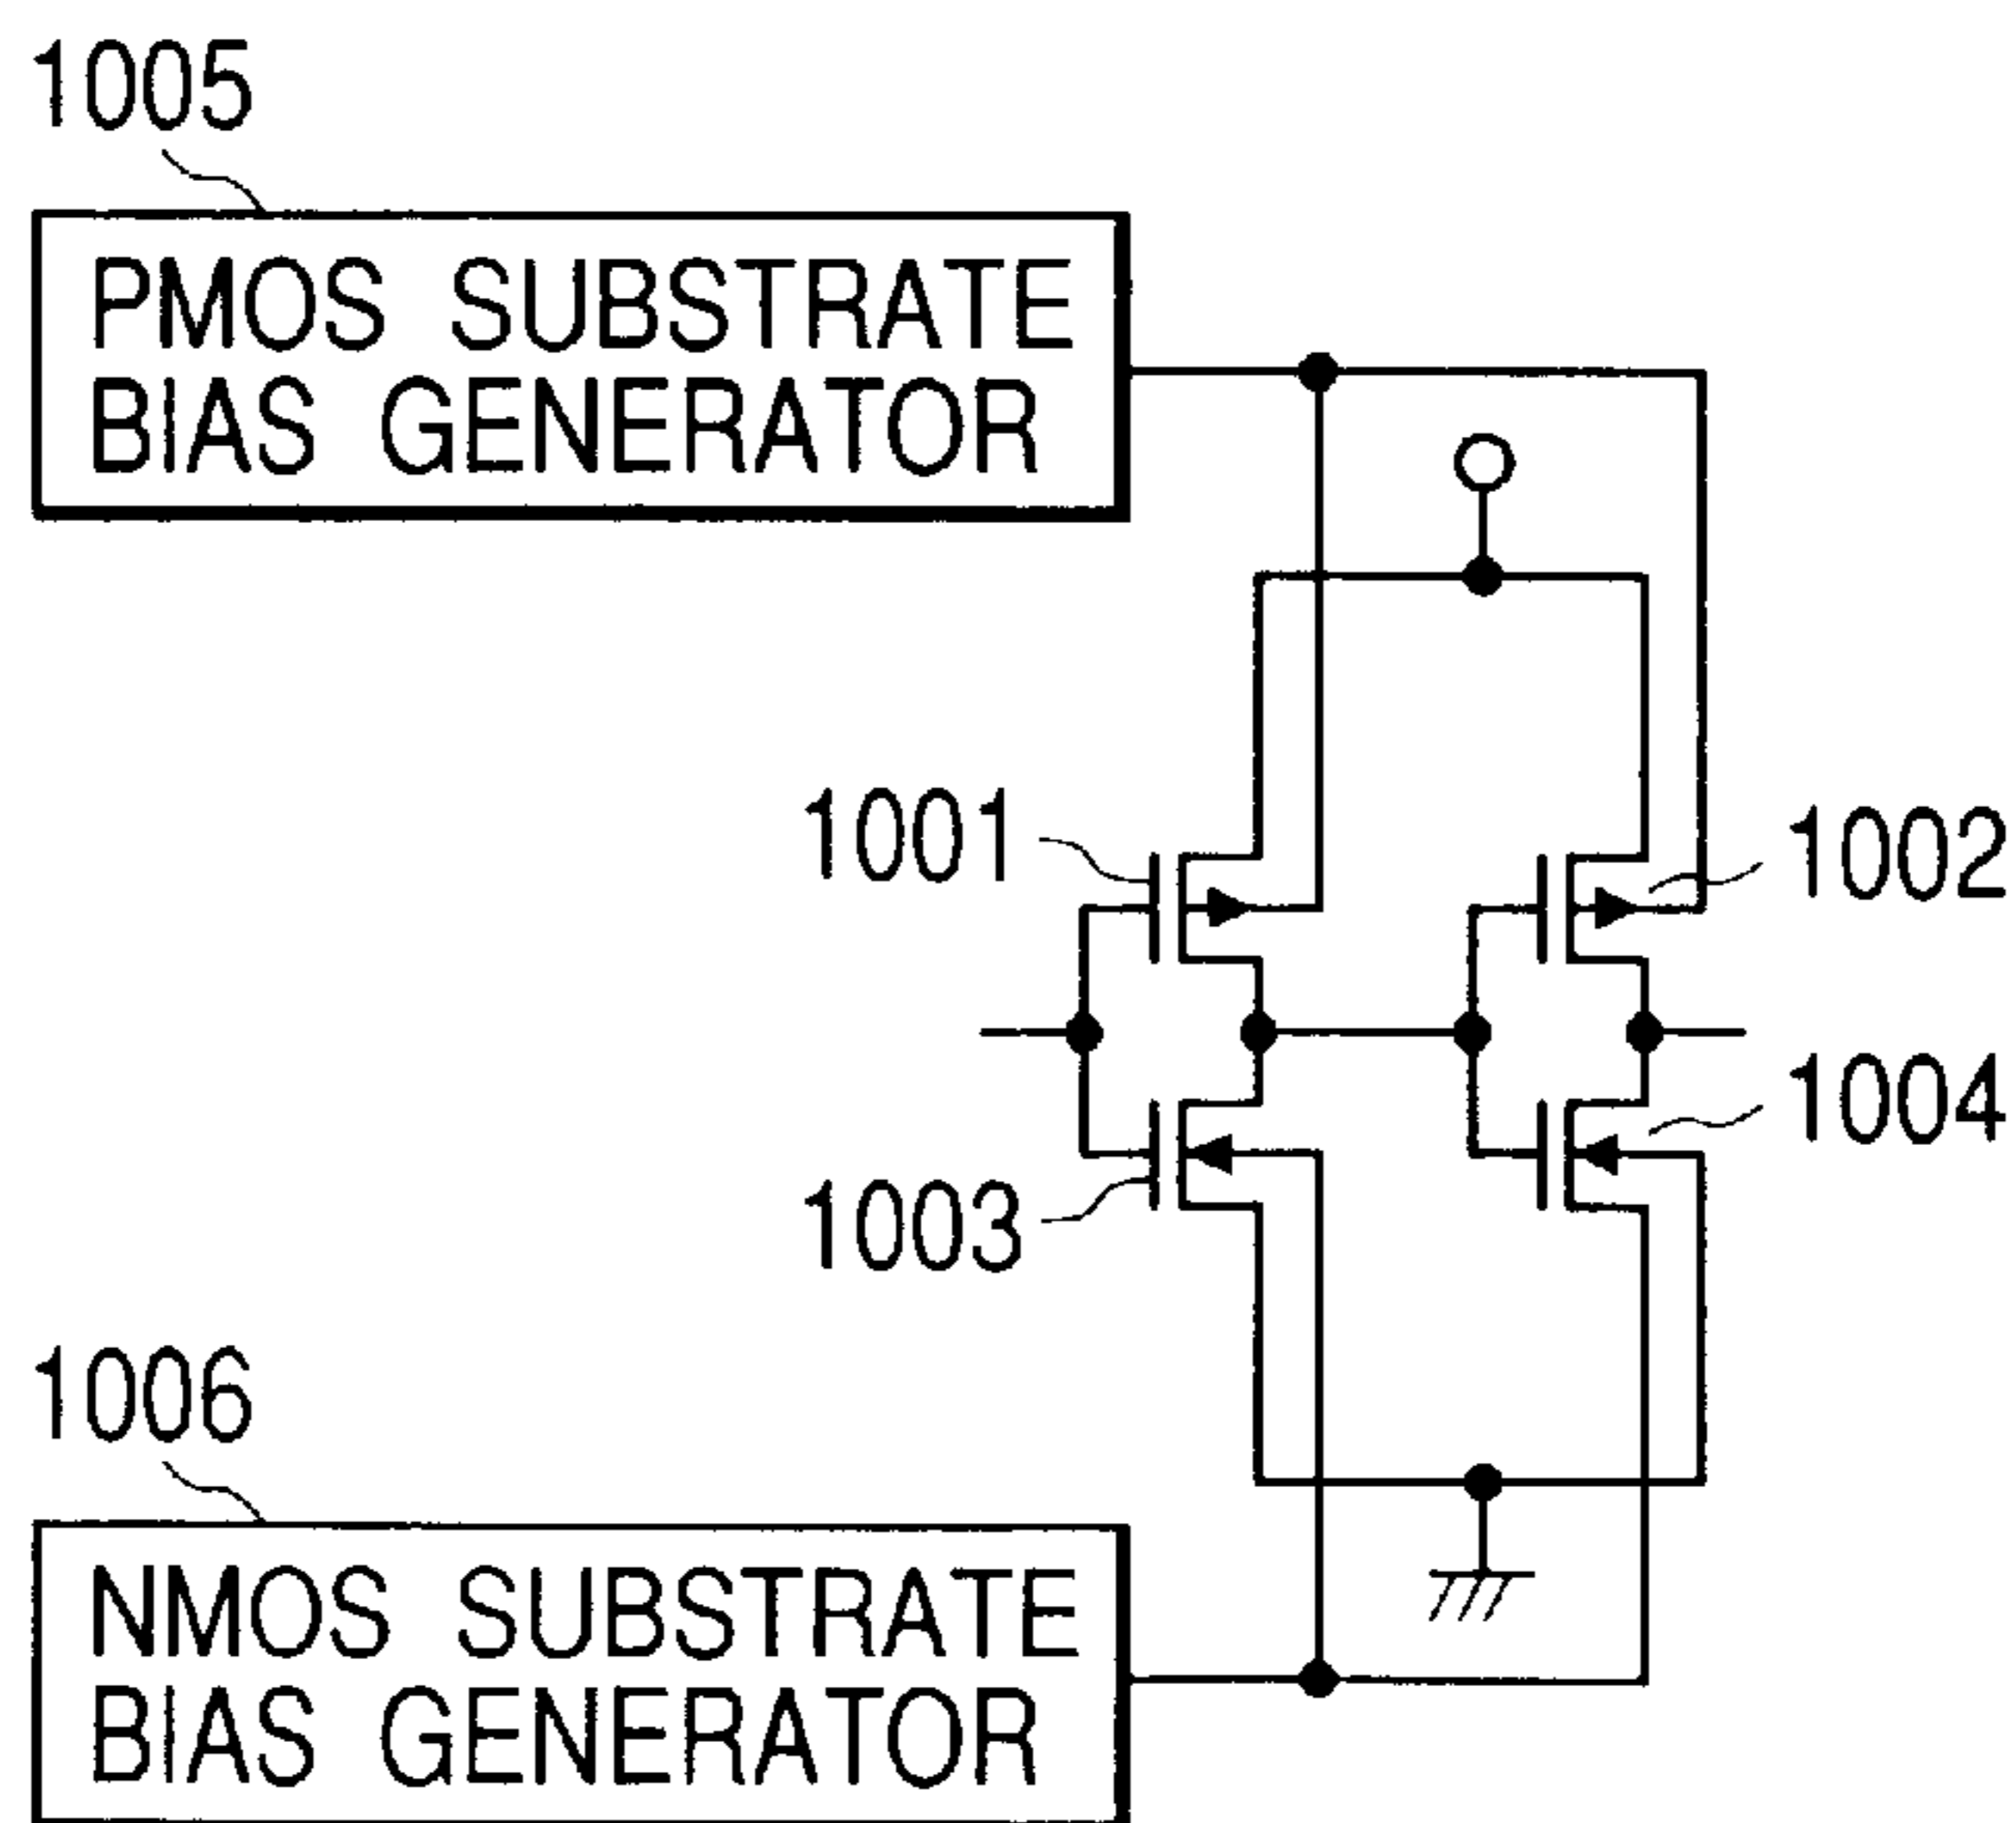 1005
PMOS SUBSTRATE
BIAS GENERATOR
1001
1002
1003
1004
1006
NMOS SUBSTRATE
BIAS GENERATOR